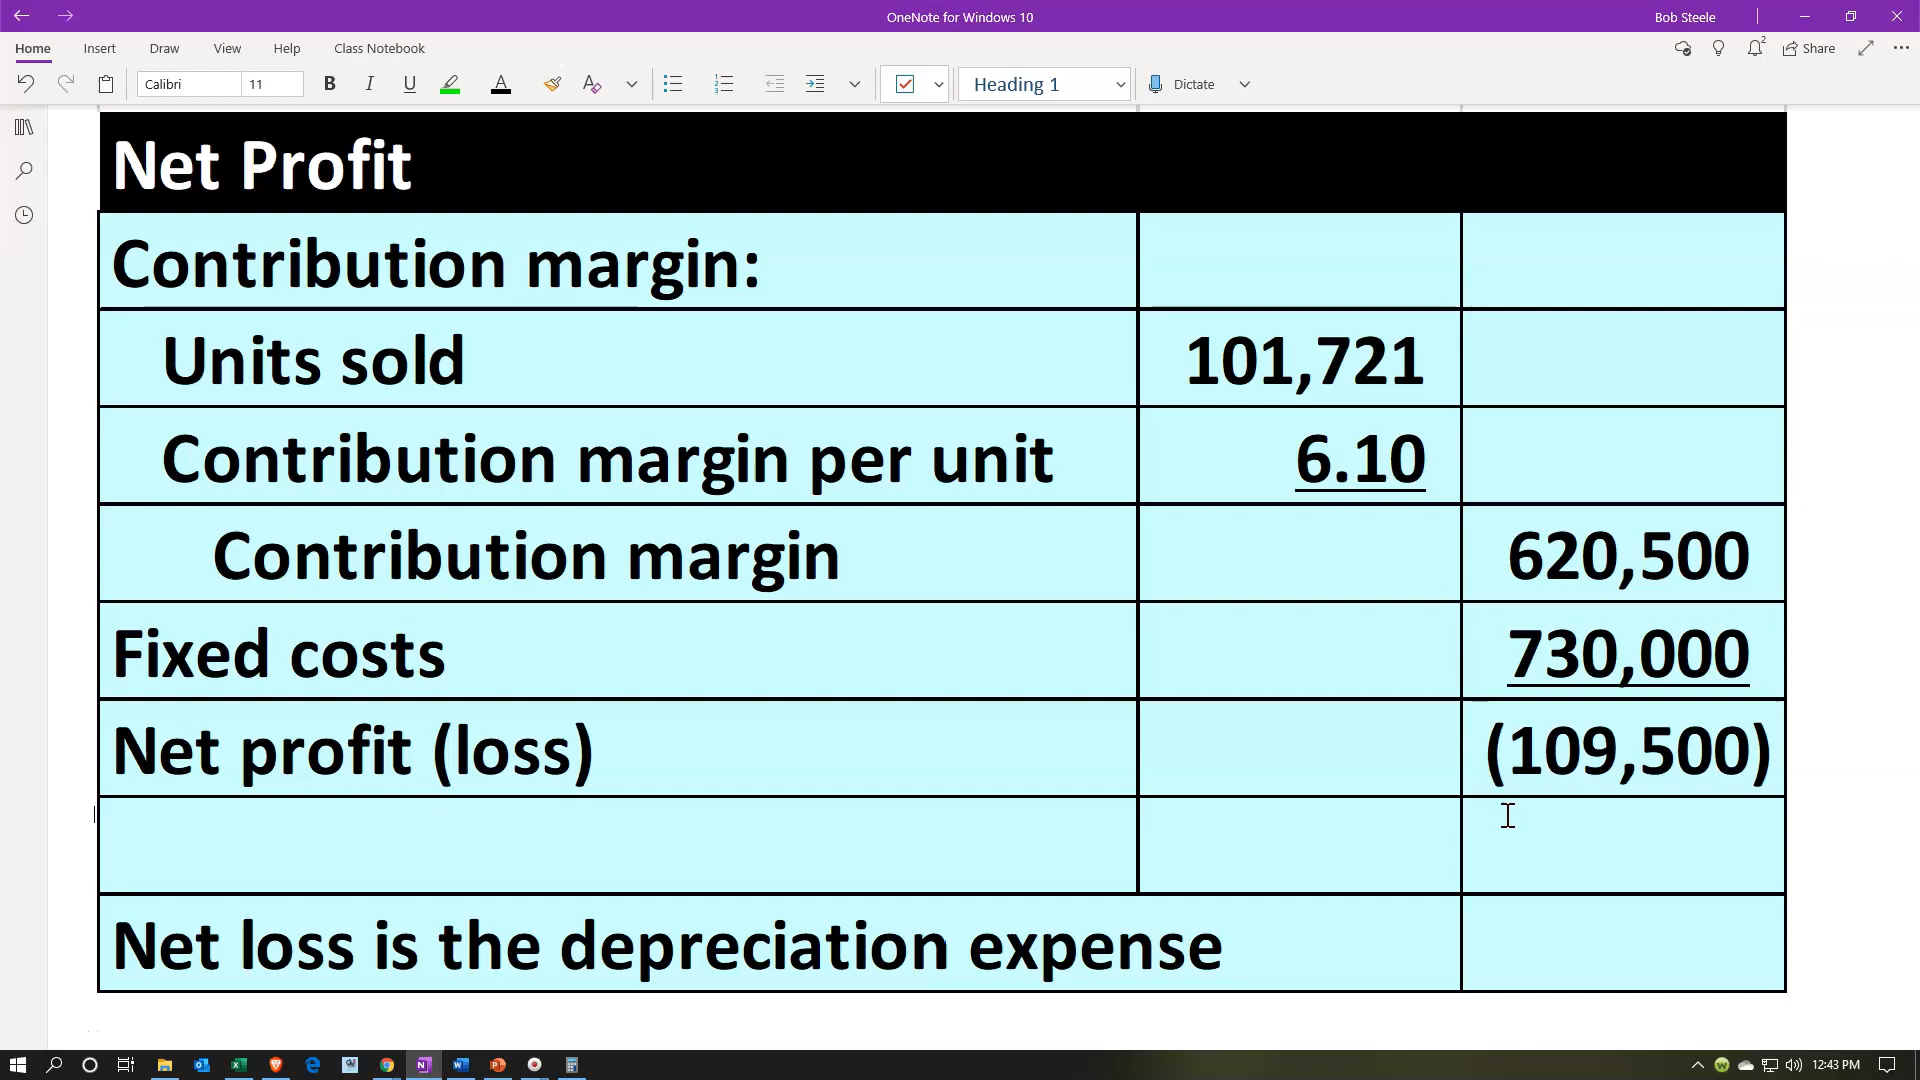 OneNote for Windows 10
Bob Steele
Home Insert Draw View Help Class Notebook
2
Share
Calibri 11 B I U A A Heading 1 Dictate
Net Profit
Contribution margin:
Units sold 101,721
Contribution margin per unit 6.10
Contribution margin 620,500
Fixed costs 730,000
Net profit (loss) (109,500)
Net loss is the depreciation expense
12:43 PM